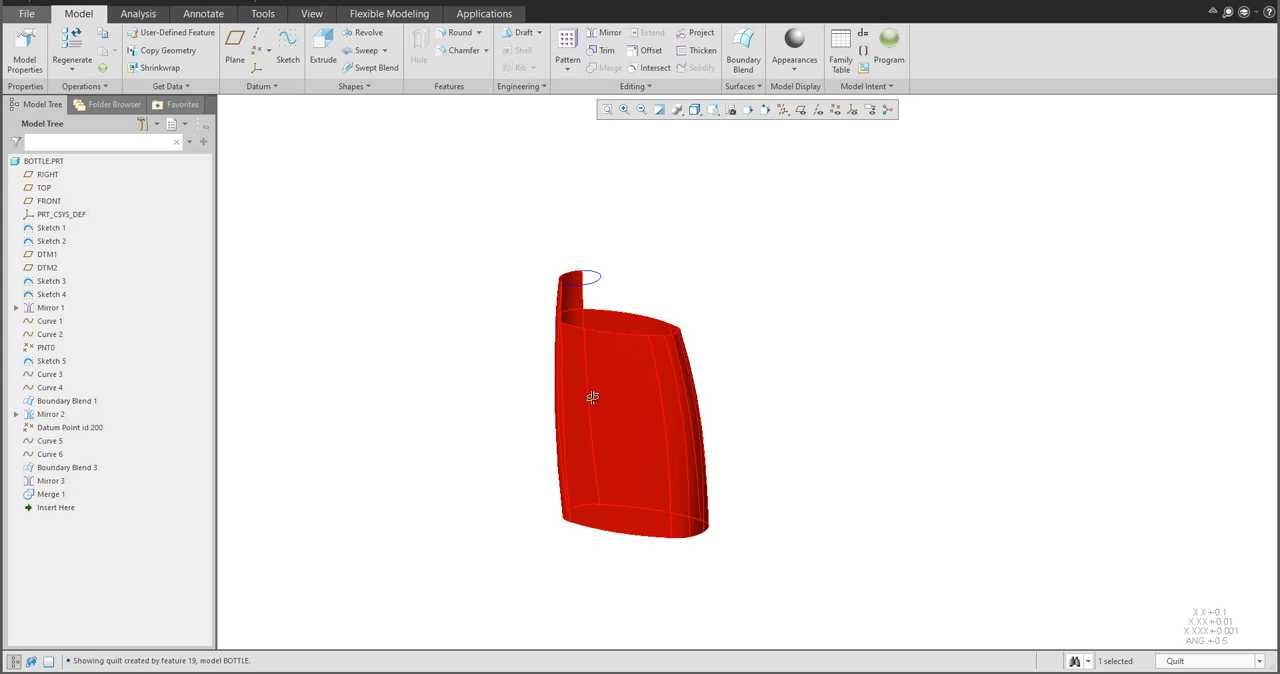 File Model Analysis Annotate Tools View Flexible Modeling Applications
Model Properties
Regenerate
User-Defined Feature
Copy Geometry
Shrinkwrap
Plane
Sketch
Extrude
Revolve
Sweep
Swept Blend
Hole
Round
Chamfer
Draft
Shell
Rib
Pattern
Mirror
Trim
Merge
Extend
Offset
Intersect
Project
Thicken
Solidify
Boundary Blend
Appearances
Family Table
d=
{ }
Program
Properties Operations Get Data Datum Shapes Features Engineering Editing Surfaces Model Display Model Intent
Model Tree Folder Browser Favorites
Model Tree
BOTTLE.PRT
RIGHT
TOP
FRONT
PRT_CSYS_DEF
Sketch 1
Sketch 2
DTM1
DTM2
Sketch 3
Sketch 4
Mirror 1
Curve 1
Curve 2
PNT0
Sketch 5
Curve 3
Curve 4
Boundary Blend 1
Mirror 2
Datum Point id 200
Curve 5
Curve 6
Boundary Blend 3
Mirror 3
Merge 1
Insert Here
X.X+-0.1
X.XX+-0.01
X.XXX+-0.001
ANG.+-0.5
• Showing quilt created by feature 19, model BOTTLE.
1 selected
Quilt